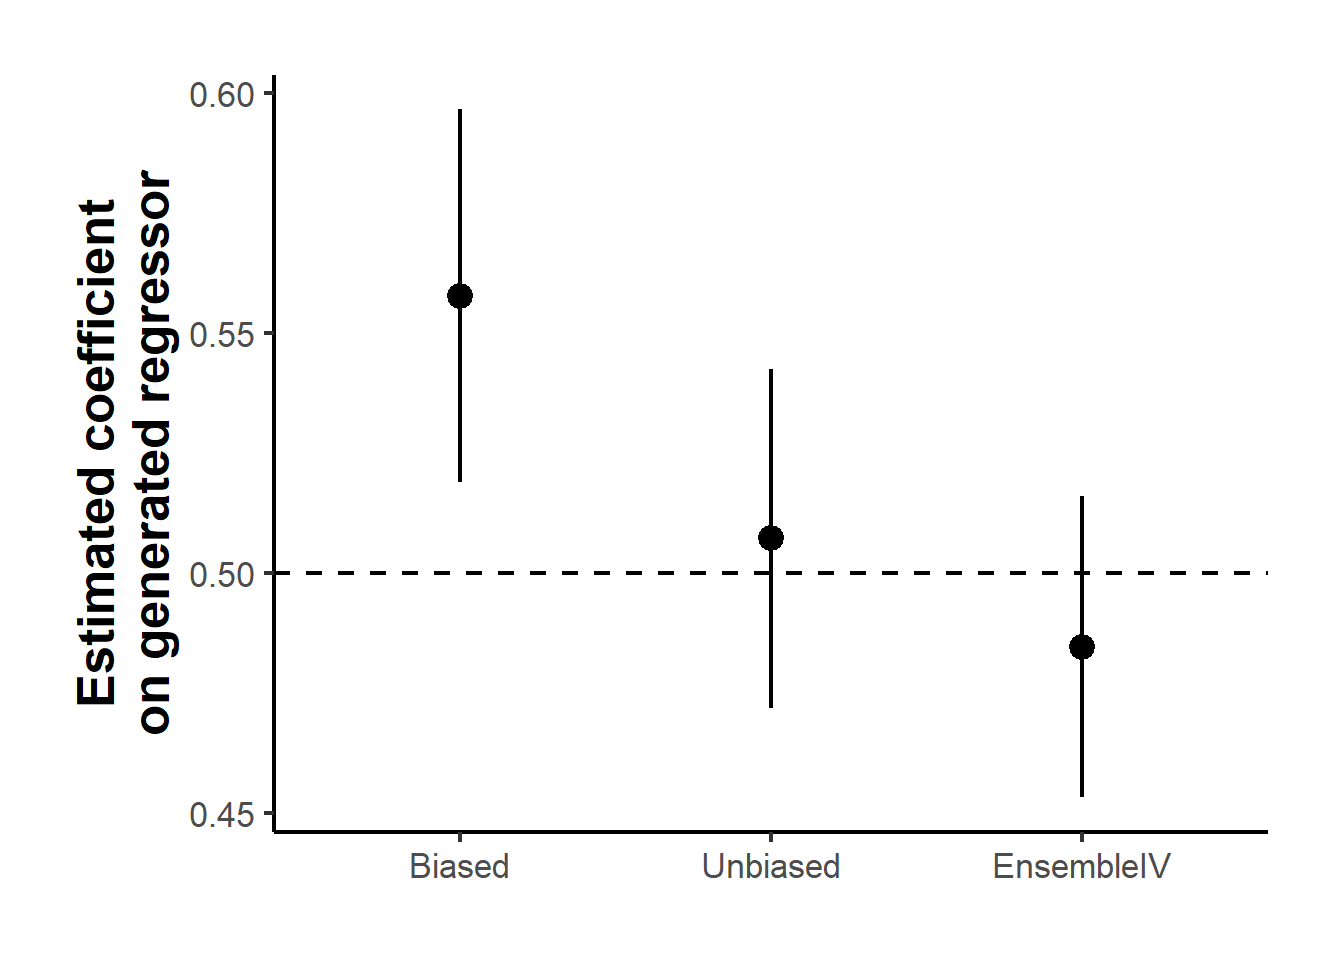 Estimated coefficient
on generated regressor
0.60
0.55
0.50
0.45
Biased
Unbiased
EnsembleIV